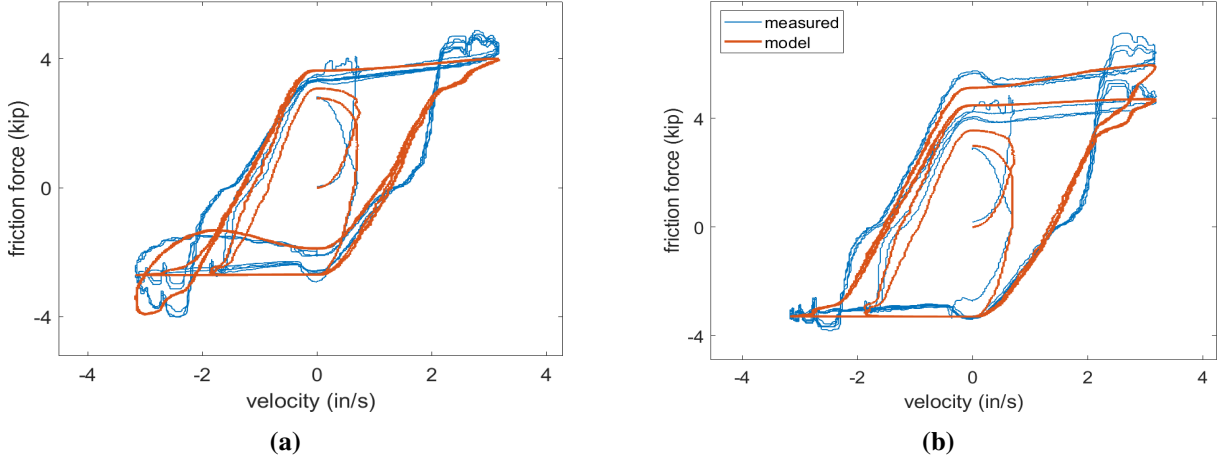 4
0
-4
friction force (kip)
-4
-2
0
2
4
velocity (in/s)
(a)
measured
model
4
0
-4
friction force (kip)
-4
-2
0
2
4
velocity (in/s)
(b)